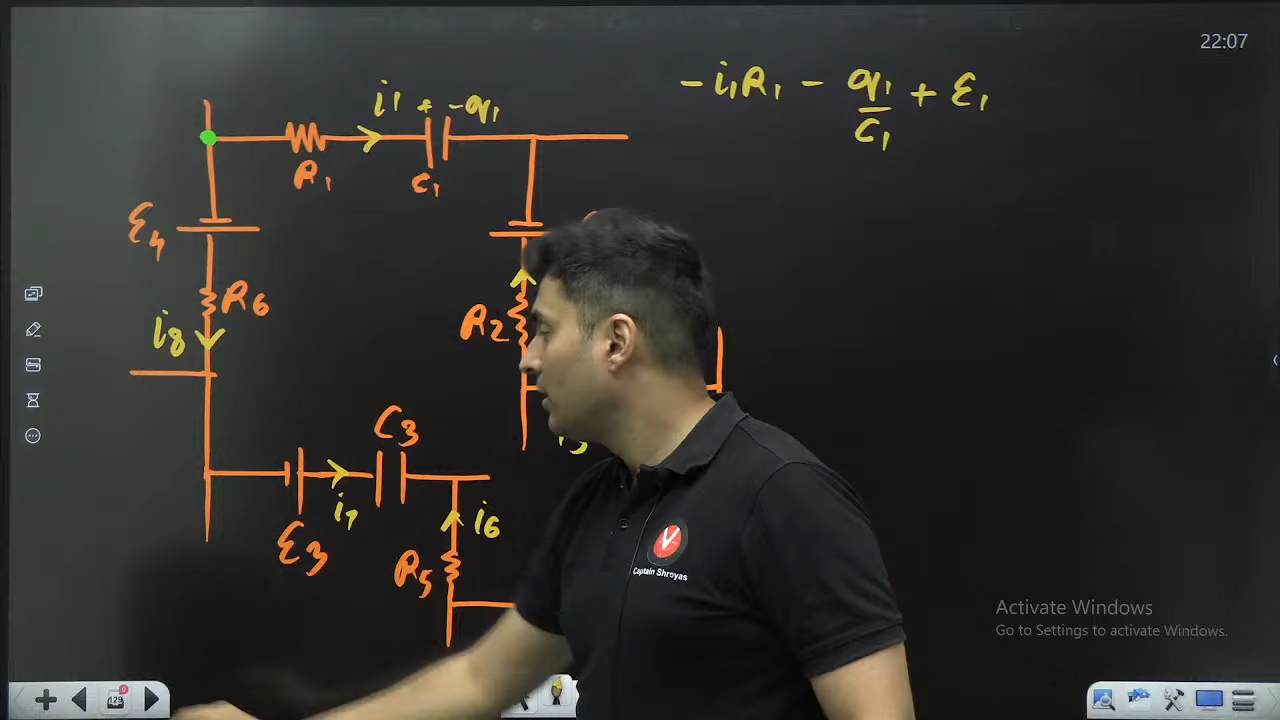 22:07
-i₁R₁ - q₁/C₁ + ε₁
i₁ + - q₁
R₁
C₁
ε₄
R₆
i₈
R₂
C₃
i₇
i₆
ε₃
R₅
Captain Shreyas
Activate Windows
Go to Settings to activate Windows.
129